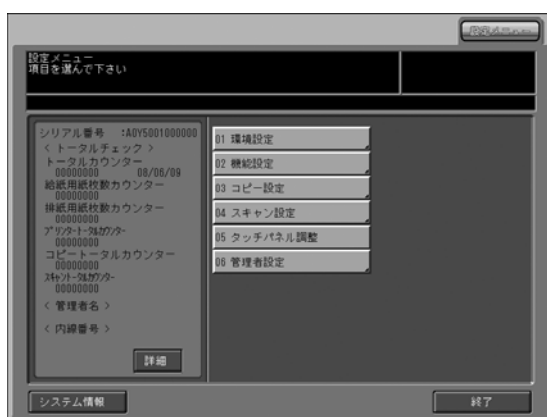 設定メニュー
設定メニュー
項目を選んで下さい
シリアル番号 :A0Y5001000000
< トータルチェック >
トータルカウンター
00000000 08/06/09
給紙用紙枚数カウンター
00000000
排紙用紙枚数カウンター
00000000
プリンタートータルカウンター
00000000
コピートータルカウンター
00000000
スキャントータルカウンター
00000000
< 管理者名 >
< 内線番号 >
詳細
01 環境設定
02 機能設定
03 コピー設定
04 スキャン設定
05 タッチパネル調整
06 管理者設定
システム情報
終了